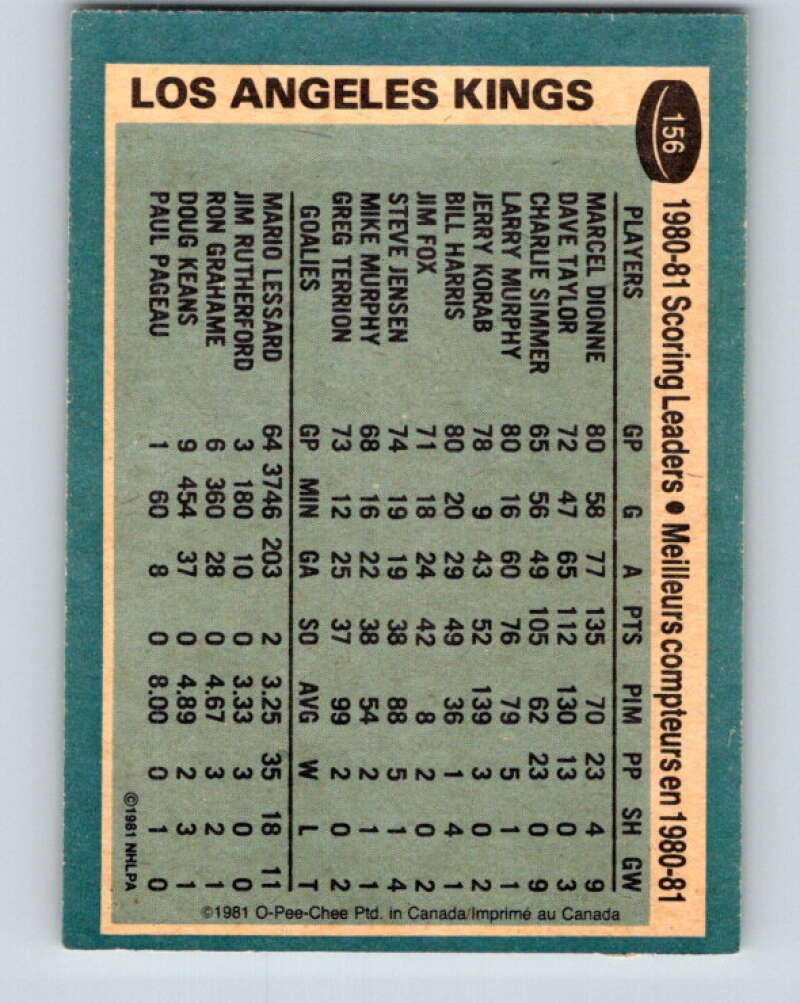 LOS ANGELES KINGS
156
1980-81 Scoring Leaders • Meilleurs compteurs en 1980-81
PLAYERS GP G A PTS PIM PP SH GW
MARCEL DIONNE 80 58 77 135 70 23 4 9
DAVE TAYLOR 72 47 65 112 130 13 0 3
CHARLIE SIMMER 65 56 49 105 62 23 0 9
LARRY MURPHY 80 16 60 76 79 5 1 1
JERRY KORAB 78 9 43 52 139 3 0 2
BILL HARRIS 80 20 29 49 36 1 4 1
JIM FOX 71 18 24 42 8 2 0 2
STEVE JENSEN 74 19 19 38 88 5 1 4
MIKE MURPHY 68 16 22 38 54 2 1 1
GREG TERRION 73 12 25 37 99 2 0 2
GOALIES GP MIN GA SO AVG W L T
MARIO LESSARD 64 3746 203 2 3.25 35 18 11
JIM RUTHERFORD 3 180 10 0 3.33 3 0 0
RON GRAHAME 6 360 28 0 4.67 3 2 1
DOUG KEANS 9 454 37 0 4.89 2 3 1
PAUL PAGEAU 1 60 8 0 8.00 0 1 0
©1981 NHLPA
©1981 O-Pee-Chee Ptd. in Canada/Imprimé au Canada